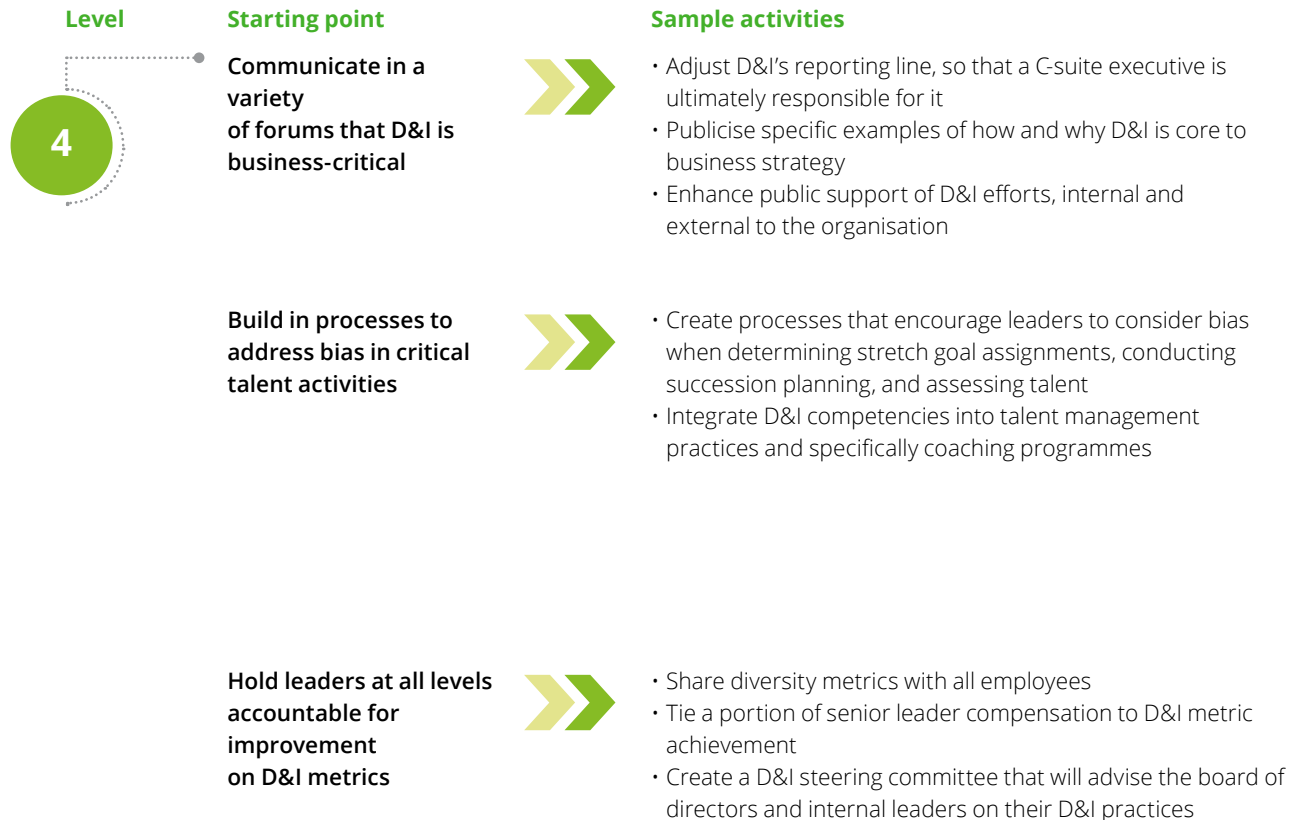 Level Starting point Sample activities
4
Communicate in a
variety
of forums that D&I is
business-critical
• Adjust D&I's reporting line, so that a C-suite executive is
ultimately responsible for it
• Publicise specific examples of how and why D&I is core to
business strategy
• Enhance public support of D&I efforts, internal and
external to the organisation
Build in processes to
address bias in critical
talent activities
• Create processes that encourage leaders to consider bias
when determining stretch goal assignments, conducting
succession planning, and assessing talent
• Integrate D&I competencies into talent management
practices and specifically coaching programmes
Hold leaders at all levels
accountable for
improvement
on D&I metrics
• Share diversity metrics with all employees
• Tie a portion of senior leader compensation to D&I metric
achievement
• Create a D&I steering committee that will advise the board of
directors and internal leaders on their D&I practices